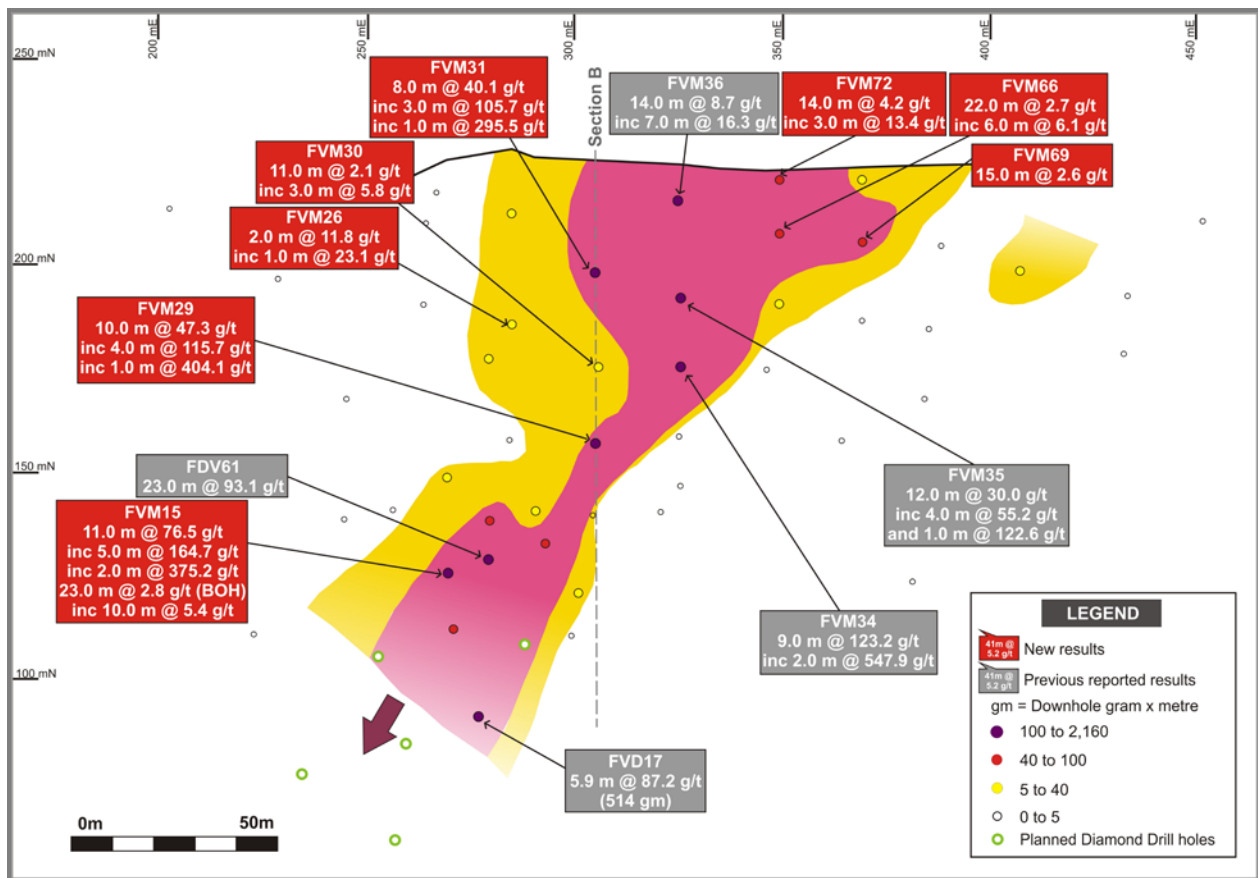 200 mE
250 mE
300 mE
350 mE
400 mE
450 mE
250 mN
200 mN
150 mN
100 mN
FVM31
8.0 m @ 40.1 g/t
inc 3.0 m @ 105.7 g/t
inc 1.0 m @ 295.5 g/t
Section B
FVM36
14.0 m @ 8.7 g/t
inc 7.0 m @ 16.3 g/t
FVM72
14.0 m @ 4.2 g/t
inc 3.0 m @ 13.4 g/t
FVM66
22.0 m @ 2.7 g/t
inc 6.0 m @ 6.1 g/t
FVM69
15.0 m @ 2.6 g/t
FVM30
11.0 m @ 2.1 g/t
inc 3.0 m @ 5.8 g/t
FVM26
2.0 m @ 11.8 g/t
inc 1.0 m @ 23.1 g/t
FVM29
10.0 m @ 47.3 g/t
inc 4.0 m @ 115.7 g/t
inc 1.0 m @ 404.1 g/t
FDV61
23.0 m @ 93.1 g/t
FVM15
11.0 m @ 76.5 g/t
inc 5.0 m @ 164.7 g/t
inc 2.0 m @ 375.2 g/t
23.0 m @ 2.8 g/t (BOH)
inc 10.0 m @ 5.4 g/t
FVM35
12.0 m @ 30.0 g/t
inc 4.0 m @ 55.2 g/t
and 1.0 m @ 122.6 g/t
FVM34
9.0 m @ 123.2 g/t
inc 2.0 m @ 547.9 g/t
FVD17
5.9 m @ 87.2 g/t
(514 gm)
0m
50m
LEGEND
41m @
5.2 g/t
New results
41m @
5.2 g/t
Previous reported results
gm = Downhole gram x metre
100 to 2,160
40 to 100
5 to 40
0 to 5
Planned Diamond Drill holes